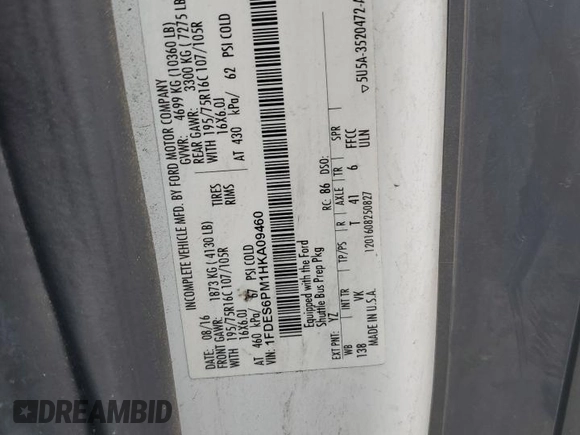 INCOMPLETE VEHICLE MFD. BY FORD MOTOR COMPANY
DATE: 08/16 GVWR: 4699 KG (10360 LB)
FRONT GAWR: 1873 KG (4130 LB) REAR GAWR: 3300 KG (7275 LB
WITH 195/75R16C 107/105R TIRES WITH 195/75R16C 107/105R
16X6.0J RIMS 16X6.0J
AT 460 kPa/ 67 PSI COLD AT 430 kPa/ 62 PSI COLD
VIN: 1FDES6PM1HKA09460
Equipped with the Ford
Shuttle Bus Prep Pkg
RC: 86 DSO:
EXT PNT: YZ
WB INT TR TP/PS R AXLE TR SPR
138 VK T 41 6 FFCC
MADE IN U.S.A. 1201608250827 ULN
▽5U5A-3520472-A
DREAMBID